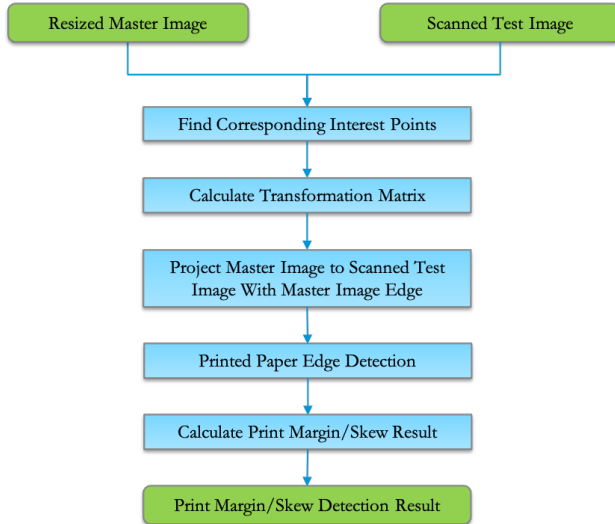 Resized Master Image
Scanned Test Image
Find Corresponding Interest Points
Calculate Transformation Matrix
Project Master Image to Scanned Test
Image With Master Image Edge
Printed Paper Edge Detection
Calculate Print Margin/Skew Result
Print Margin/Skew Detection Result